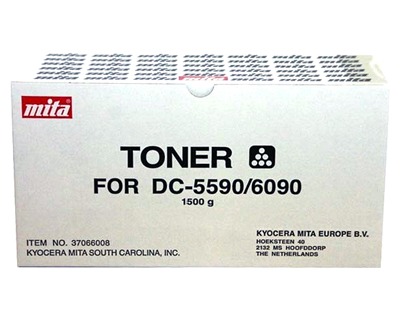 mita
mita
TONER
FOR DC-5590/6090
1500 g
ITEM NO. 37066008
KYOCERA MITA SOUTH CAROLINA, INC.
KYOCERA MITA EUROPE B.V.
HOEKSTEEN 40
2132 MS HOOFDDORP
THE NETHERLANDS